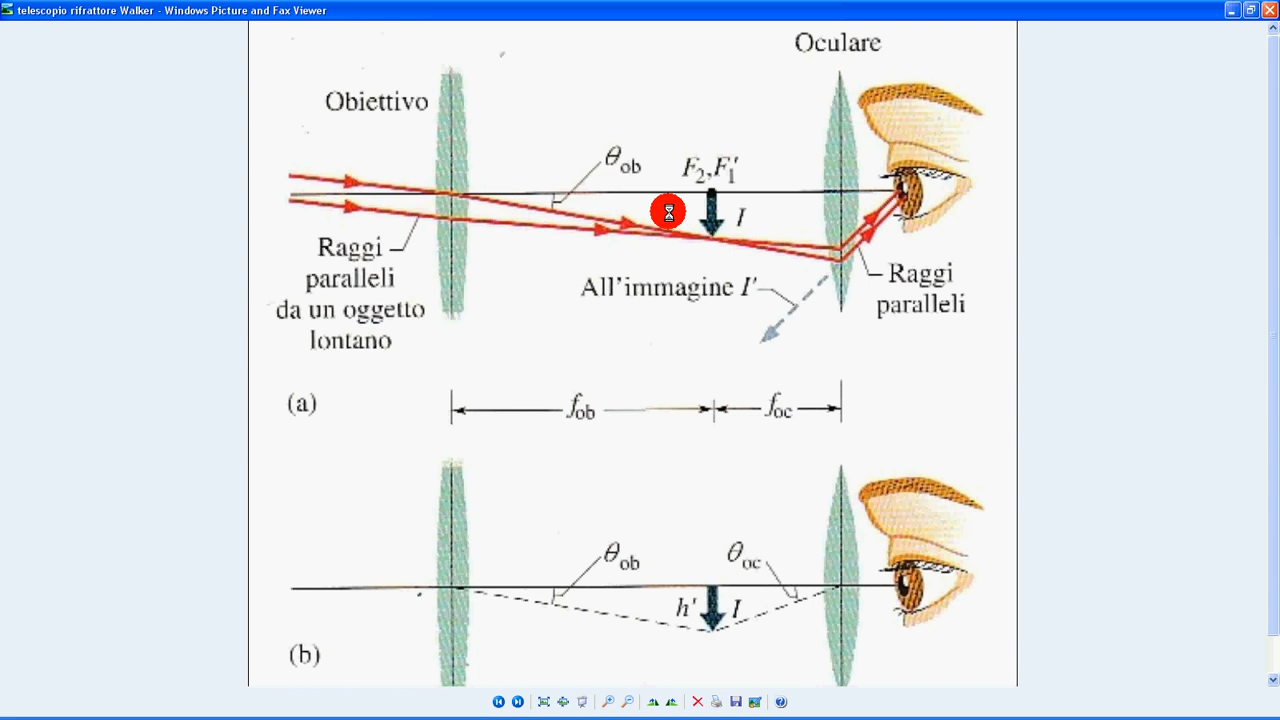 telescopio rifrattore Walker - Windows Picture and Fax Viewer
Oculare
Obiettivo
θob
F2,F1′
I
Raggi
paralleli
da un oggetto
lontano
All'immagine I′
Raggi
paralleli
(a)
fob
foc
θob
θoc
h′
I
(b)